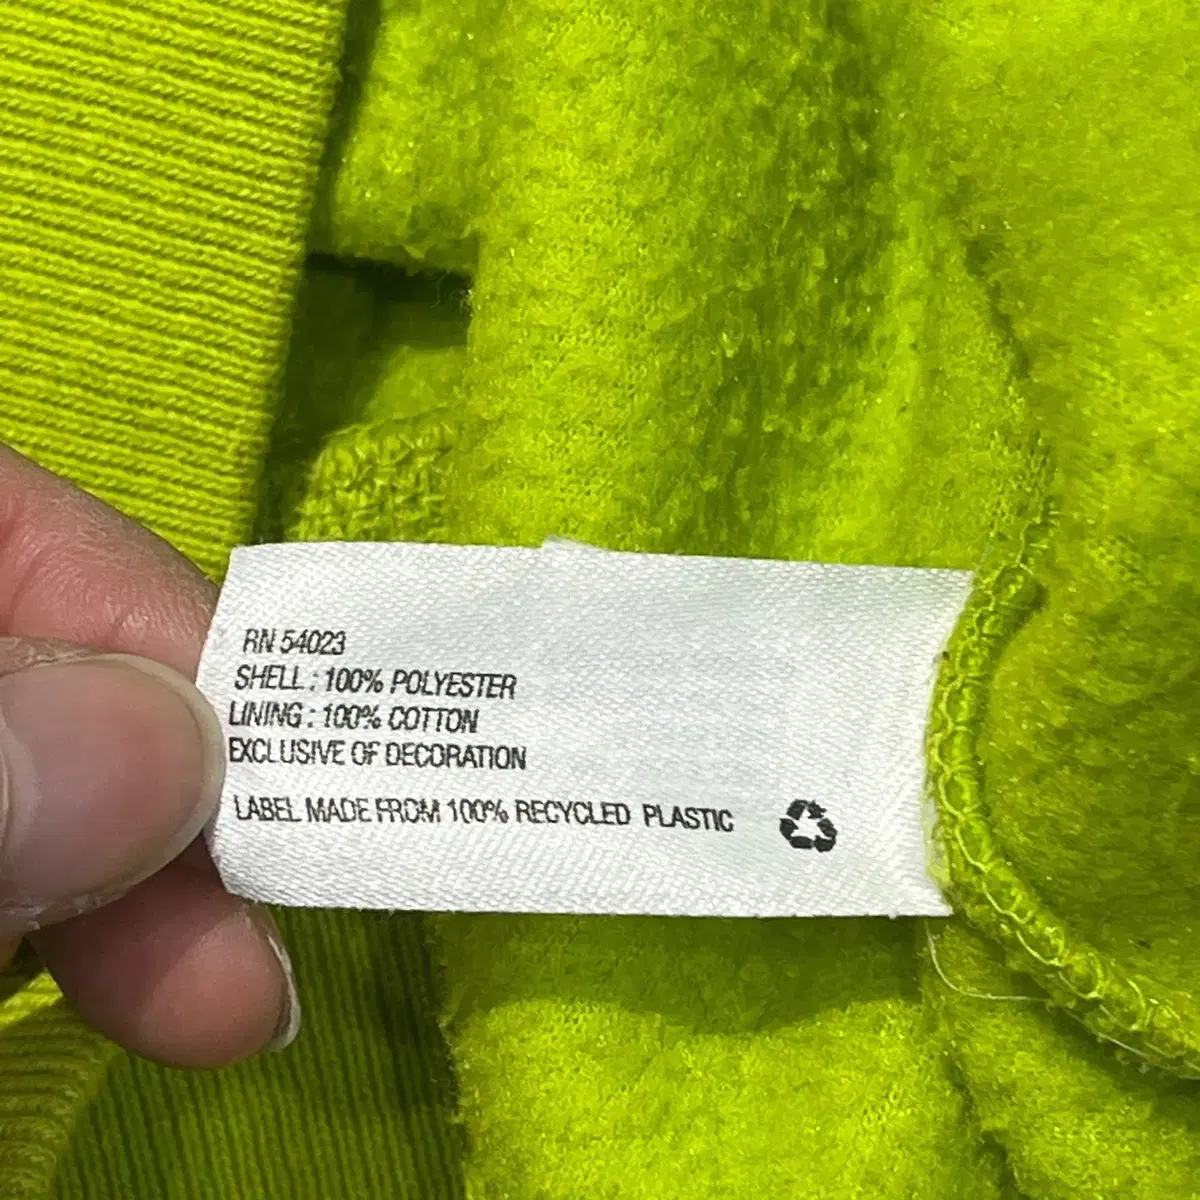 RN 54023
SHELL : 100% POLYESTER
LINING : 100% COTTON
EXCLUSIVE OF DECORATION
LABEL MADE FROM 100% RECYCLED PLASTIC